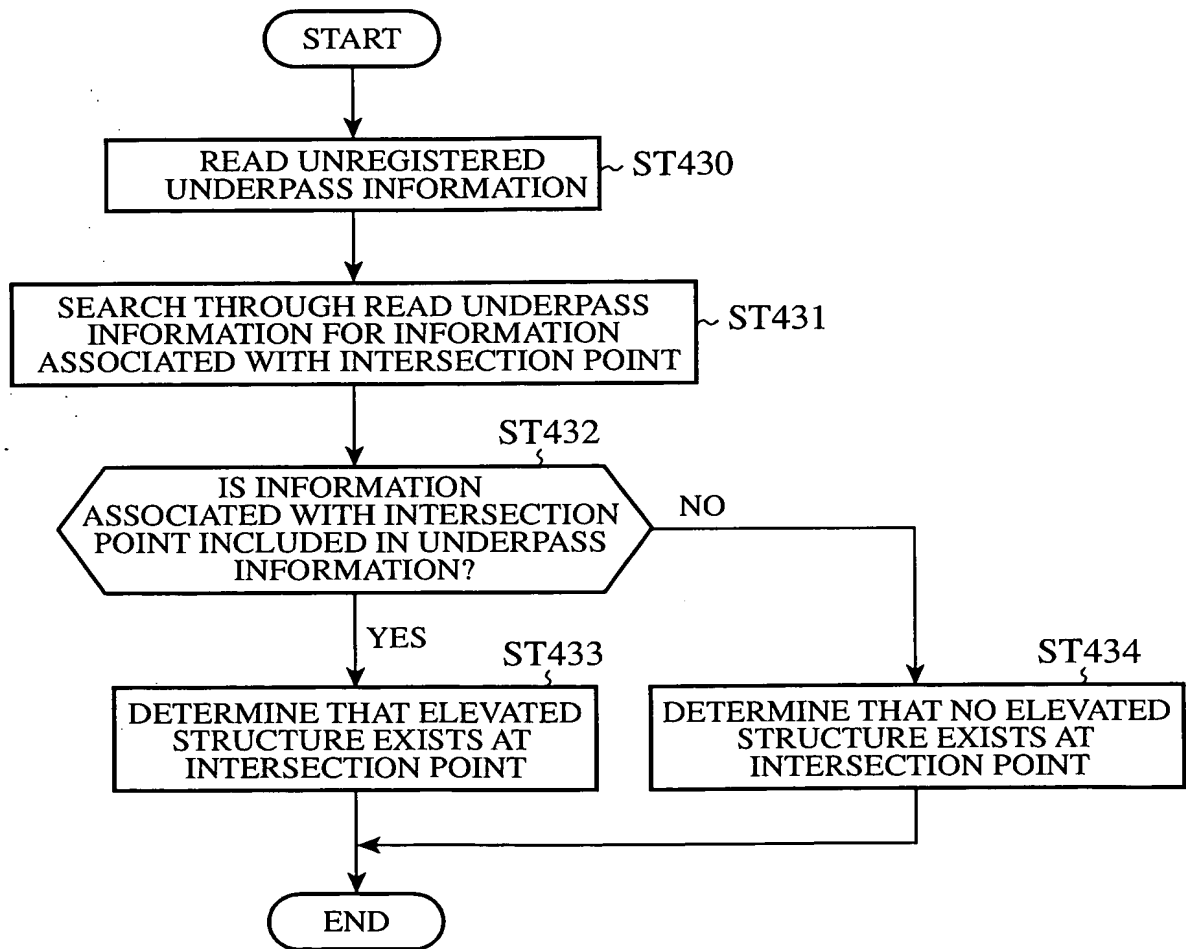 START
READ UNREGISTERED
UNDERPASS INFORMATION
ST430
SEARCH THROUGH READ UNDERPASS
INFORMATION FOR INFORMATION
ASSOCIATED WITH INTERSECTION POINT
ST431
ST432
IS INFORMATION
ASSOCIATED WITH INTERSECTION
POINT INCLUDED IN UNDERPASS
INFORMATION?
NO
YES
ST433
DETERMINE THAT ELEVATED
STRUCTURE EXISTS AT
INTERSECTION POINT
ST434
DETERMINE THAT NO ELEVATED
STRUCTURE EXISTS AT
INTERSECTION POINT
END